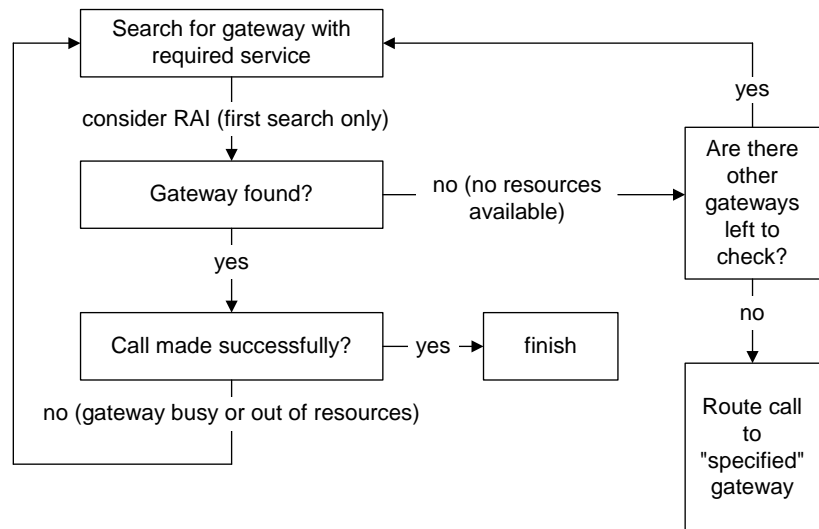 Search for gateway with
required service
yes
consider RAI (first search only)
Gateway found?
no (no resources
available)
Are there
other
gateways
left to
check?
yes
no
Call made successfully?
yes
finish
no (gateway busy or out of resources)
Route call
to
"specified"
gateway